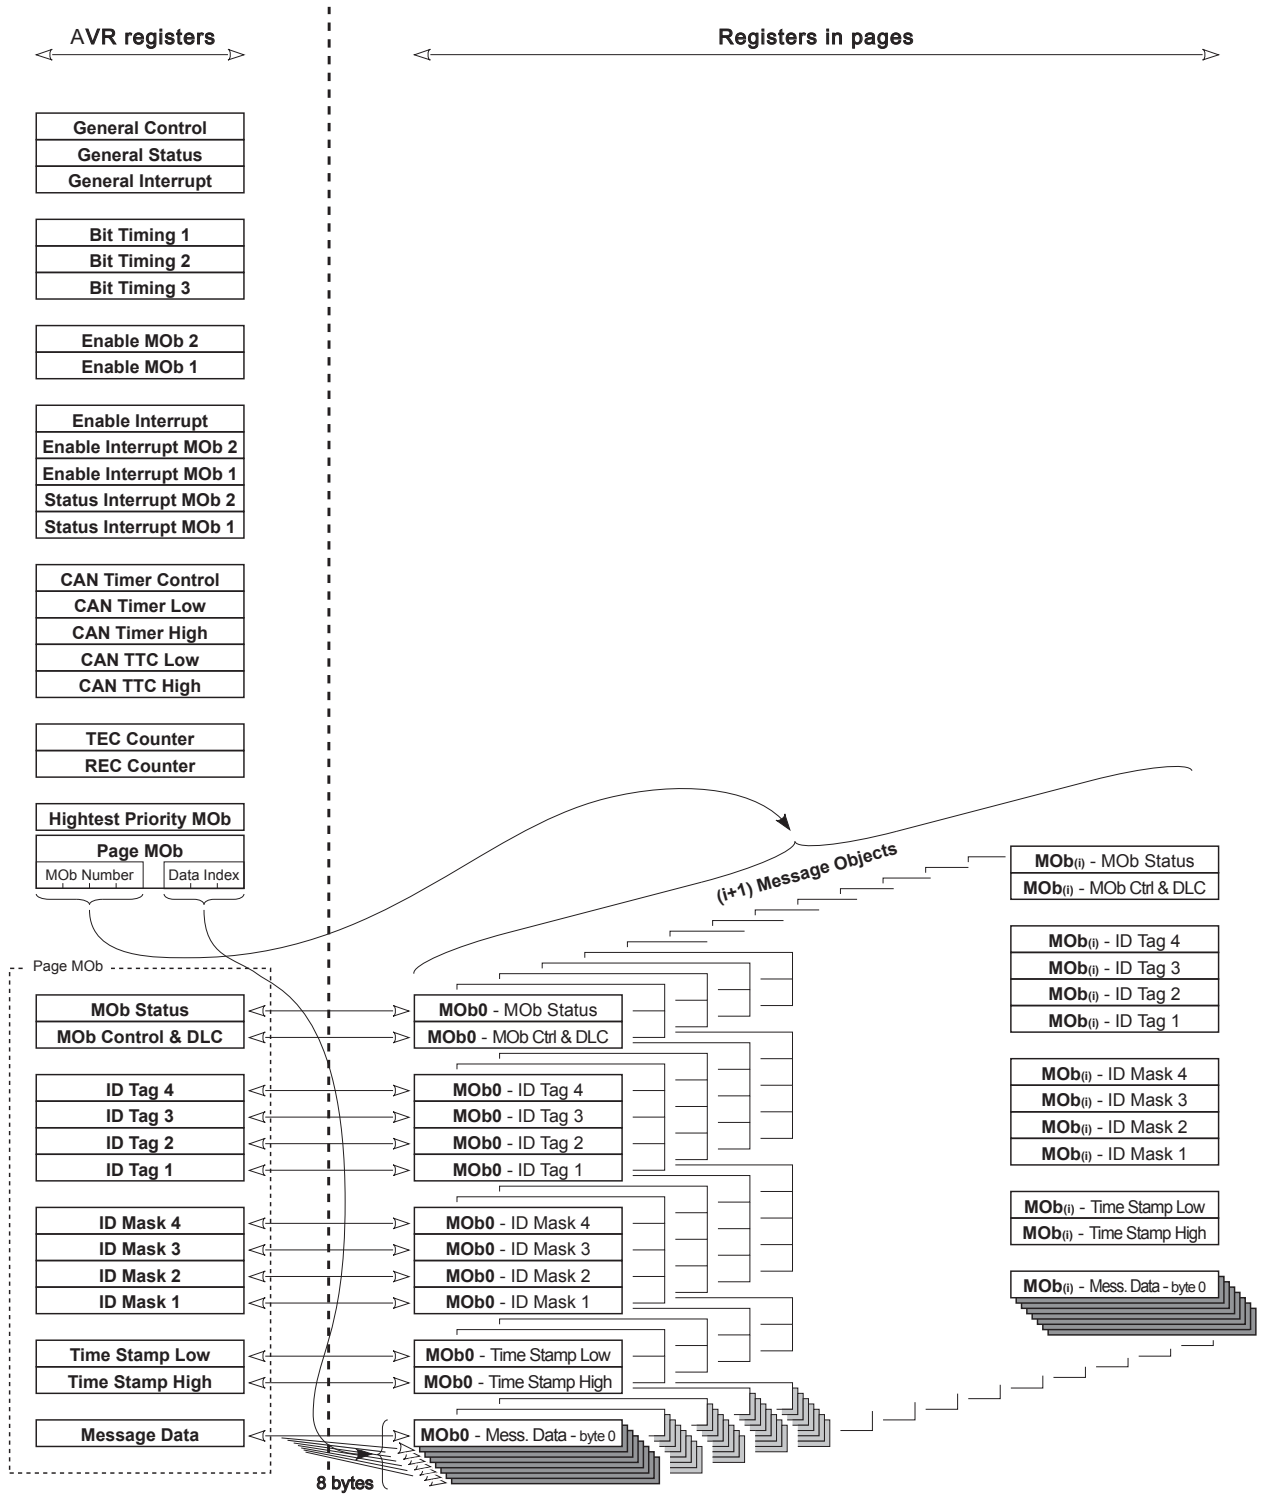 AVR registers
Registers in pages
General Control
General Status
General Interrupt
Bit Timing 1
Bit Timing 2
Bit Timing 3
Enable MOb 2
Enable MOb 1
Enable Interrupt
Enable Interrupt MOb 2
Enable Interrupt MOb 1
Status Interrupt MOb 2
Status Interrupt MOb 1
CAN Timer Control
CAN Timer Low
CAN Timer High
CAN TTC Low
CAN TTC High
TEC Counter
REC Counter
Highest Priority MOb
Page MOb
MOb Number
Data Index
Page MOb
MOb Status
MOb Control & DLC
ID Tag 4
ID Tag 3
ID Tag 2
ID Tag 1
ID Mask 4
ID Mask 3
ID Mask 2
ID Mask 1
Time Stamp Low
Time Stamp High
Message Data
8 bytes
(i+1) Message Objects
MOb0 - MOb Status
MOb0 - MOb Ctrl & DLC
MOb0 - ID Tag 4
MOb0 - ID Tag 3
MOb0 - ID Tag 2
MOb0 - ID Tag 1
MOb0 - ID Mask 4
MOb0 - ID Mask 3
MOb0 - ID Mask 2
MOb0 - ID Mask 1
MOb0 - Time Stamp Low
MOb0 - Time Stamp High
MOb0 - Mess. Data - byte 0
MOb(i) - MOb Status
MOb(i) - MOb Ctrl & DLC
MOb(i) - ID Tag 4
MOb(i) - ID Tag 3
MOb(i) - ID Tag 2
MOb(i) - ID Tag 1
MOb(i) - ID Mask 4
MOb(i) - ID Mask 3
MOb(i) - ID Mask 2
MOb(i) - ID Mask 1
MOb(i) - Time Stamp Low
MOb(i) - Time Stamp High
MOb(i) - Mess. Data - byte 0